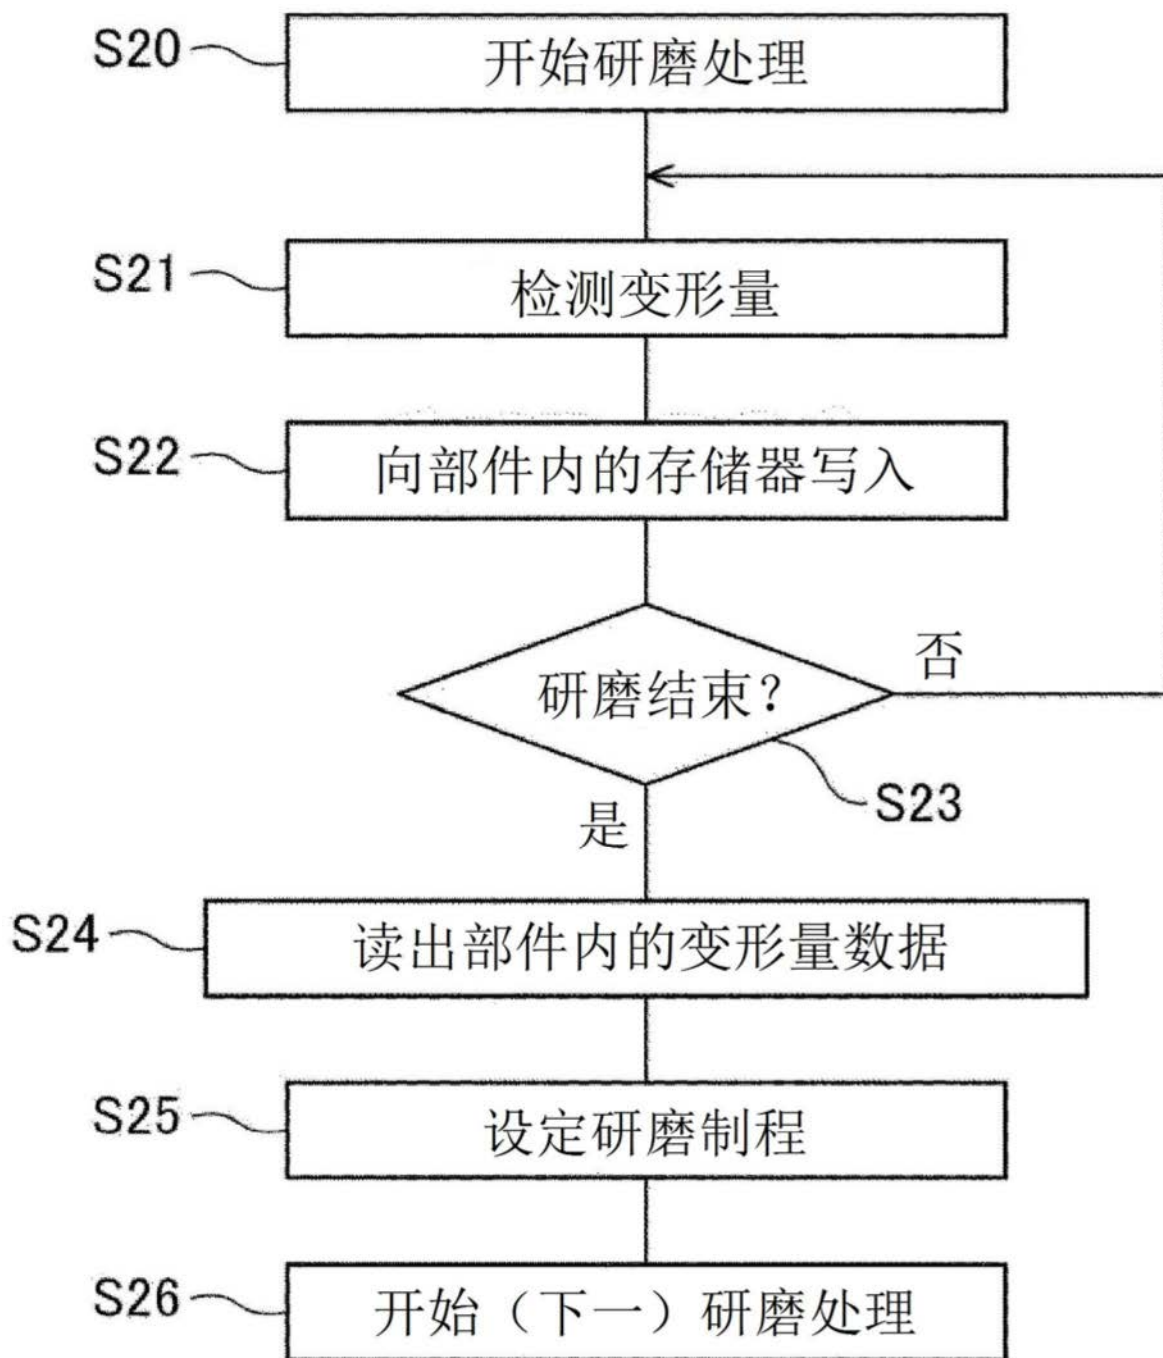 S20
开始研磨处理
S21
检测变形量
S22
向部件内的存储器写入
研磨结束？
否
S23
是
S24
读出部件内的变形量数据
S25
设定研磨制程
S26
开始（下一）研磨处理